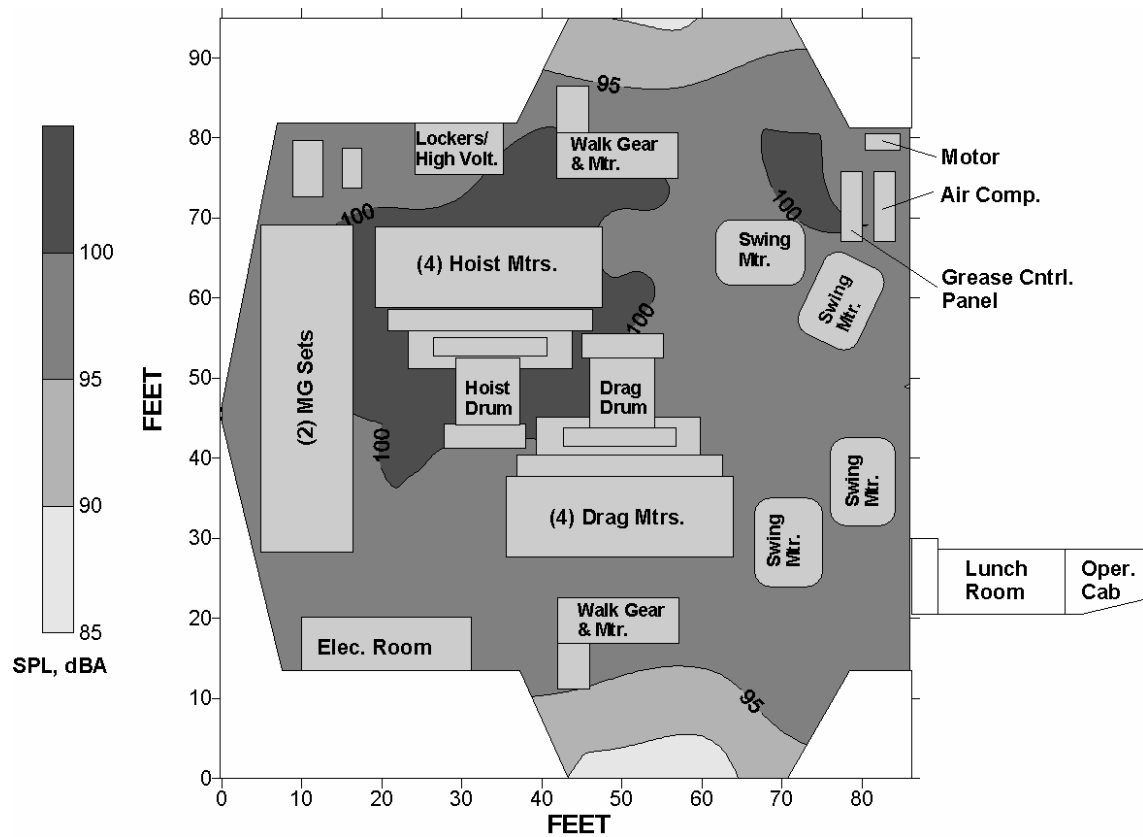 90
80
70
60
50
40
30
20
10
0
FEET
0
10
20
30
40
50
60
70
80
FEET
100
95
90
85
SPL, dBA
95
Lockers/
High Volt.
Walk Gear
& Mtr.
100
100
100
100
95
(4) Hoist Mtrs.
(2) MG Sets
Hoist
Drum
Drag
Drum
(4) Drag Mtrs.
Swing
Mtr.
Swing
Mtr.
Swing
Mtr.
Swing
Mtr.
Walk Gear
& Mtr.
Elec. Room
Motor
Air Comp.
Grease Cntrl.
Panel
Lunch
Room
Oper.
Cab